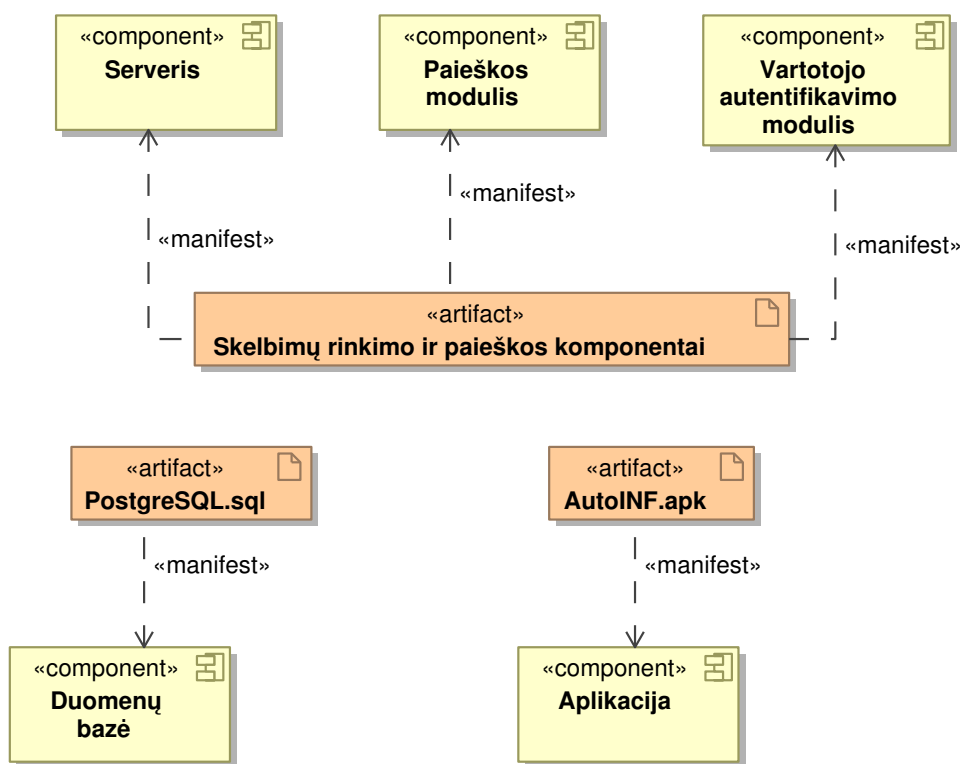 «component»
Serveris
«component»
Paieškos
modulis
«component»
Vartotojo
autentifikavimo
modulis
«manifest»
«manifest»
«manifest»
«artifact»
Skelbimų rinkimo ir paieškos komponentai
«artifact»
PostgreSQL.sql
«artifact»
AutoINF.apk
«manifest»
«manifest»
«component»
Duomenų
bazė
«component»
Aplikacija